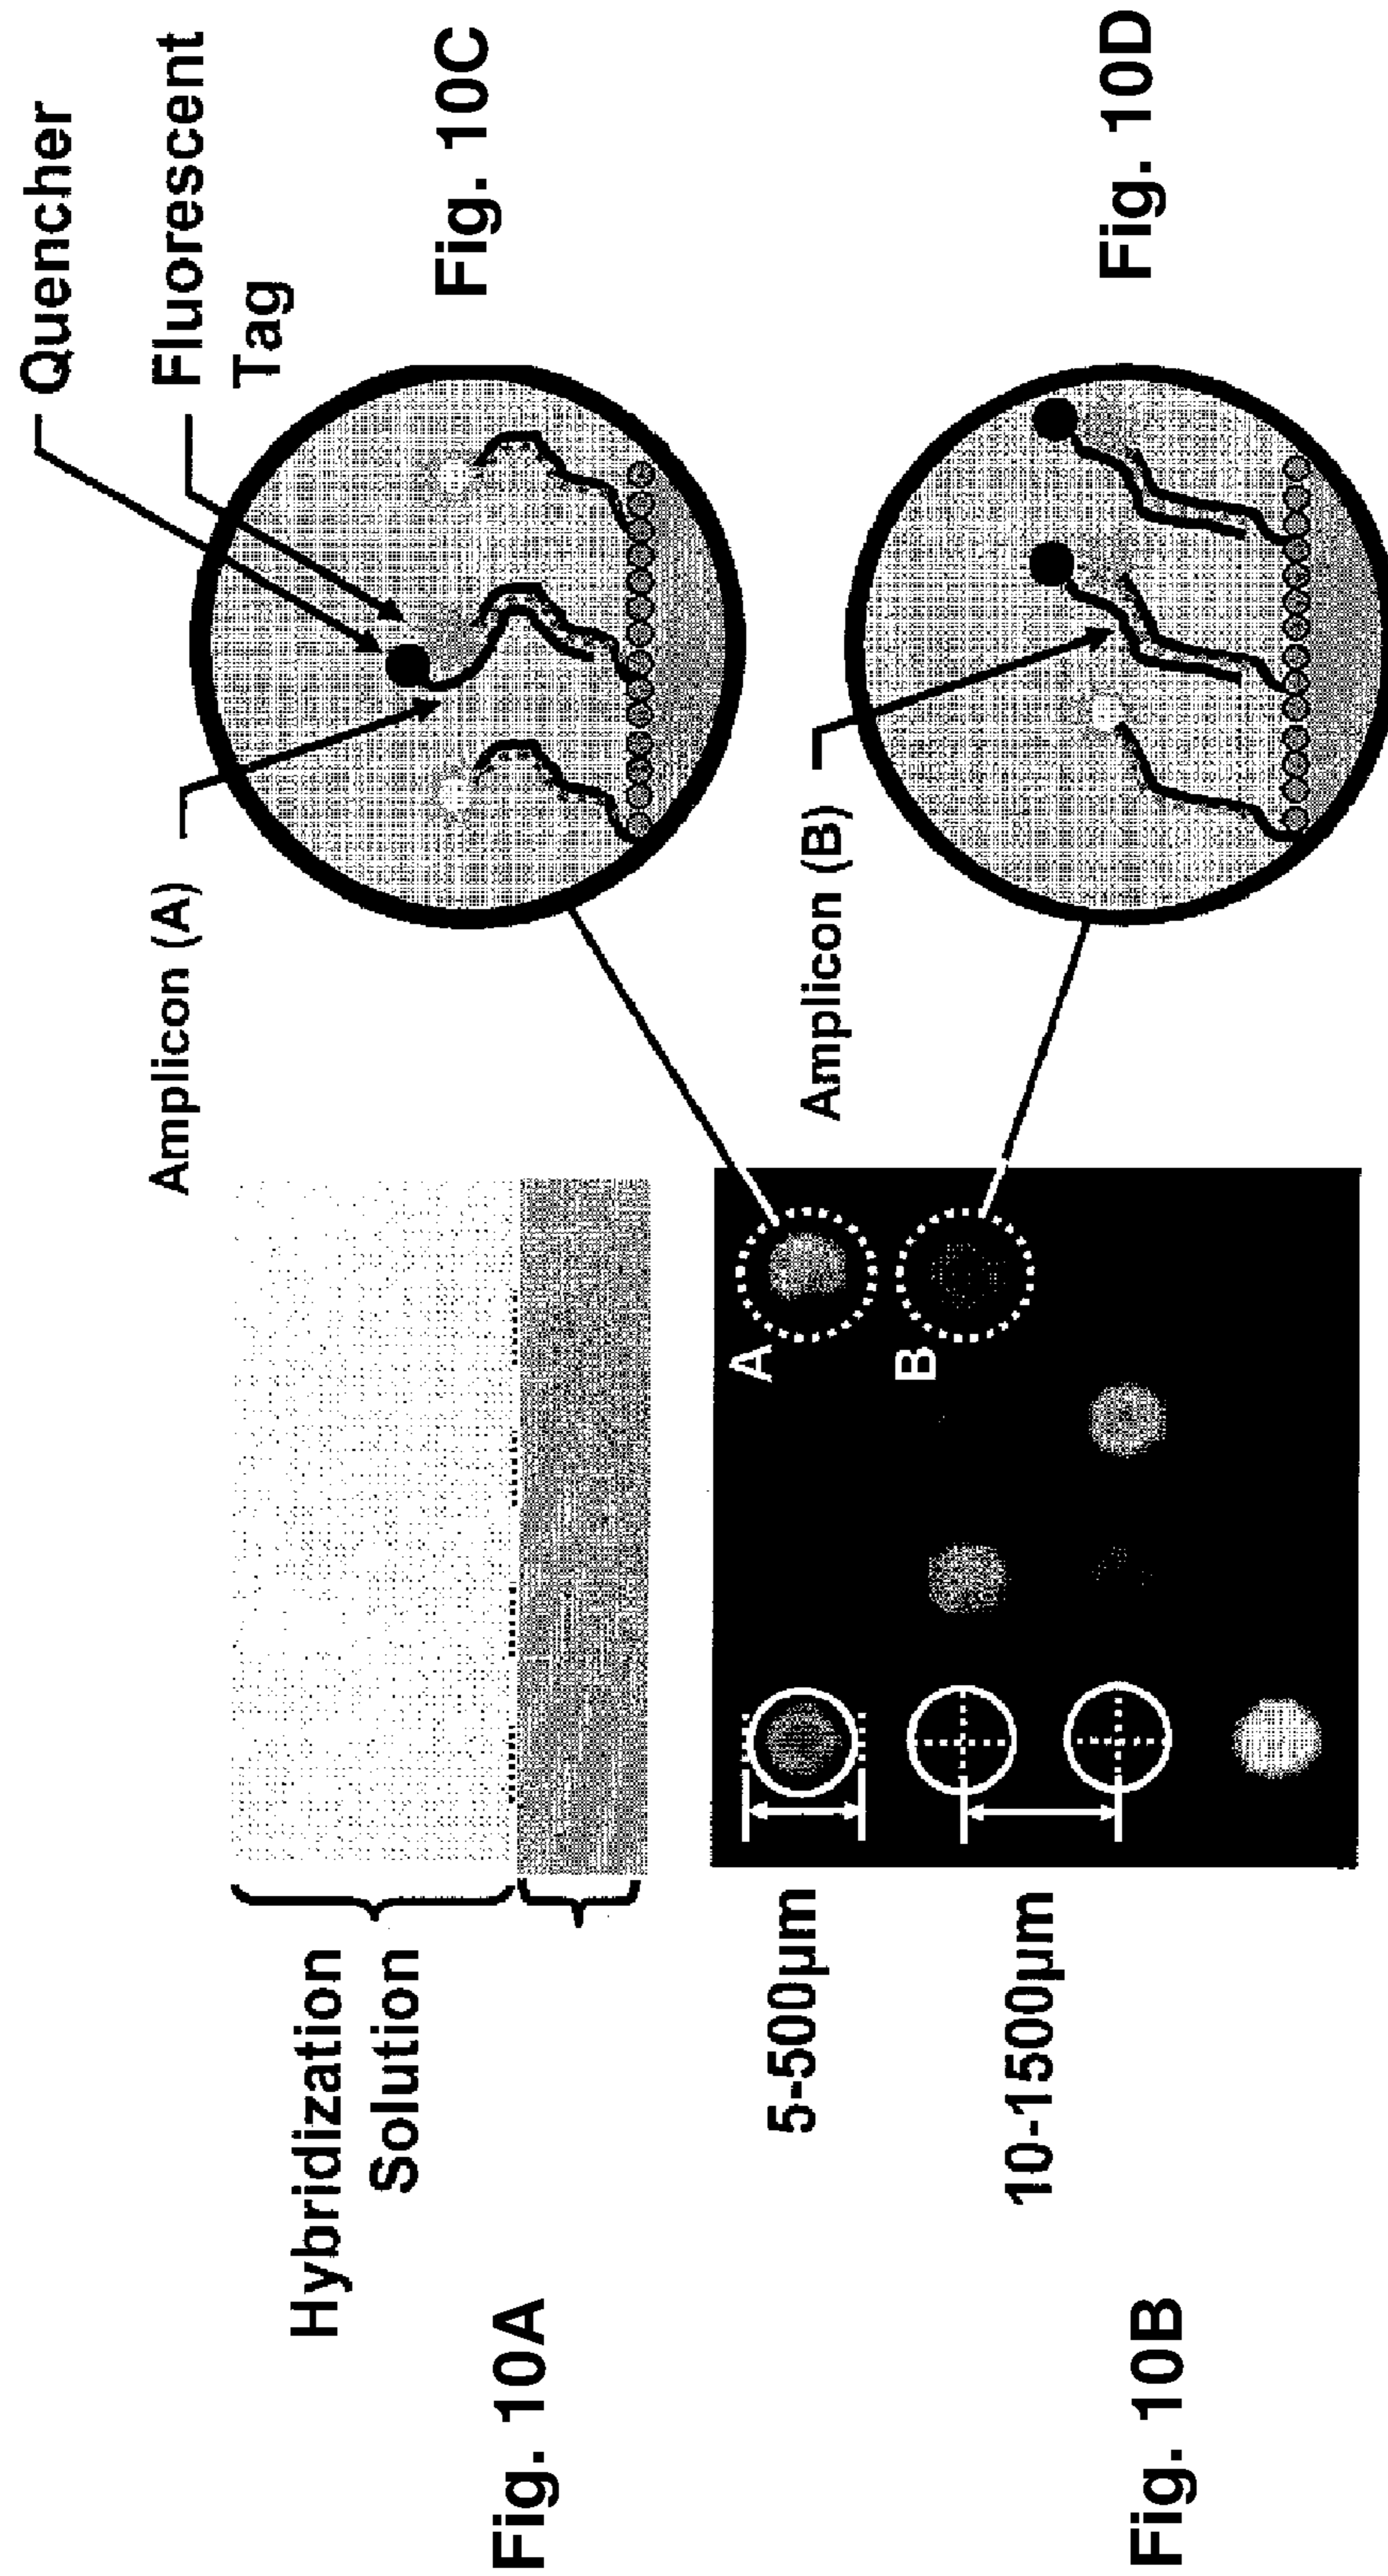 Quencher
Fluorescent
Tag
Amplicon (A)
Fig. 10C
Hybridization
Solution
Fig. 10A
A
B
5-500µm
10-1500µm
Fig. 10B
Amplicon (B)
Fig. 10D